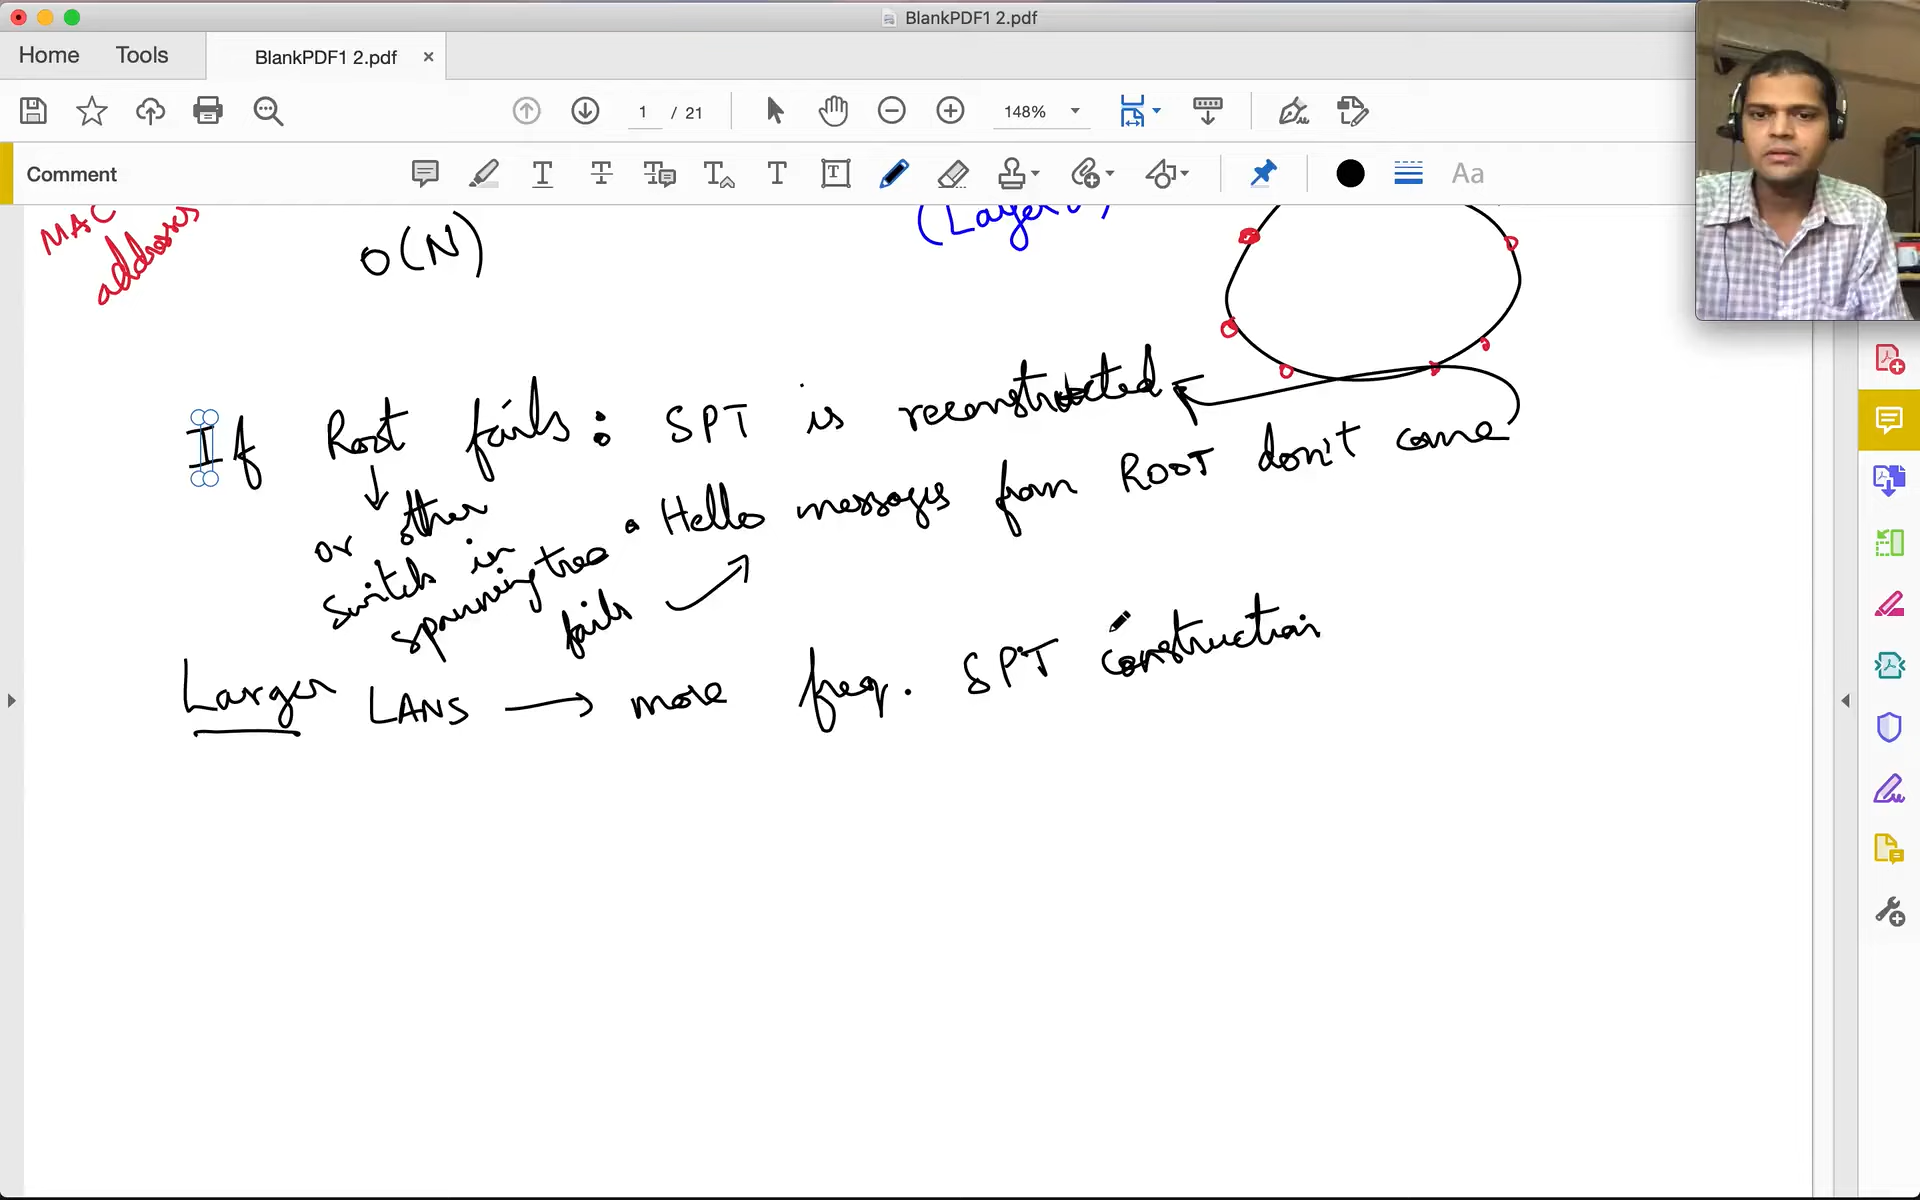 BlankPDF1 2.pdf
Home
Tools
BlankPDF1 2.pdf
×
1 / 21
148%
Comment
Aa
MAC
addresses
O(N)
(Layer
If Root fails: SPT is reconstructed
or other
switch in
spanning tree
fails
• Hello messages from ROOT don't come
Larger LANS → more freq. SPT construction